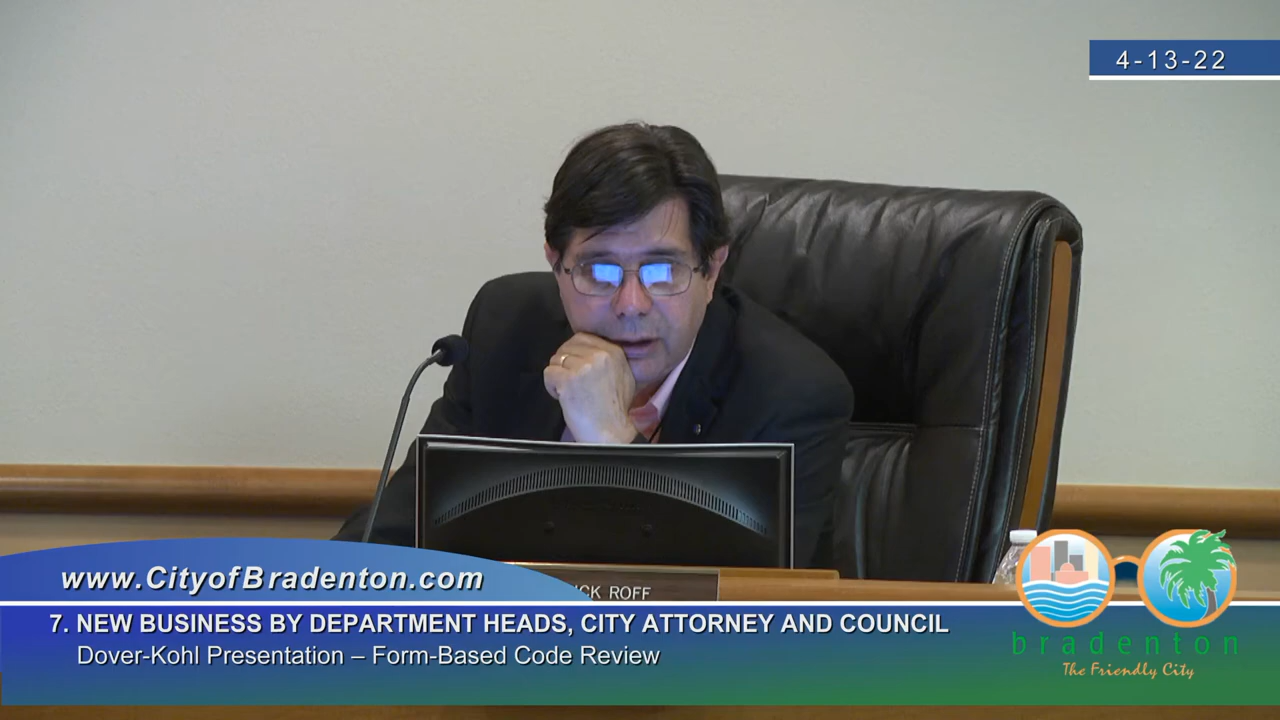 4-13-22
www.CityofBradenton.com
ROFF
7. NEW BUSINESS BY DEPARTMENT HEADS, CITY ATTORNEY AND COUNCIL
Dover-Kohl Presentation – Form-Based Code Review
bradenton
The Friendly City